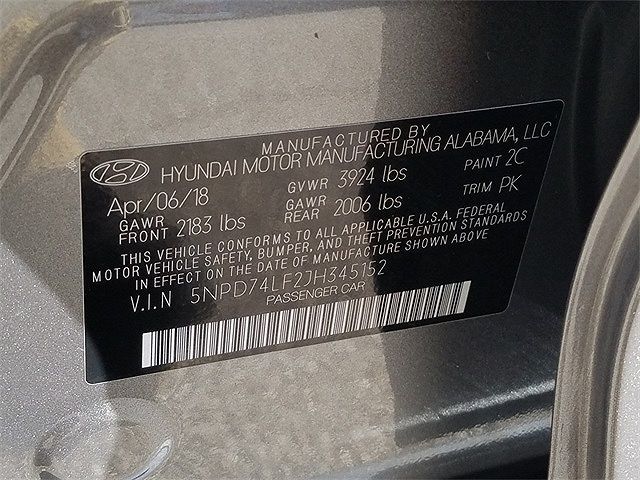 MANUFACTURED BY
HYUNDAI MOTOR MANUFACTURING ALABAMA, LLC
Apr/06/18 GVWR 3924 lbs PAINT 2C
GAWR FRONT 2183 lbs GAWR REAR 2006 lbs TRIM PK
THIS VEHICLE CONFORMS TO ALL APPLICABLE U.S.A. FEDERAL
MOTOR VEHICLE SAFETY, BUMPER, AND THEFT PREVENTION STANDARDS
IN EFFECT ON THE DATE OF MANUFACTURE SHOWN ABOVE
V.I.N 5NPD74LF2JH345152
PASSENGER CAR